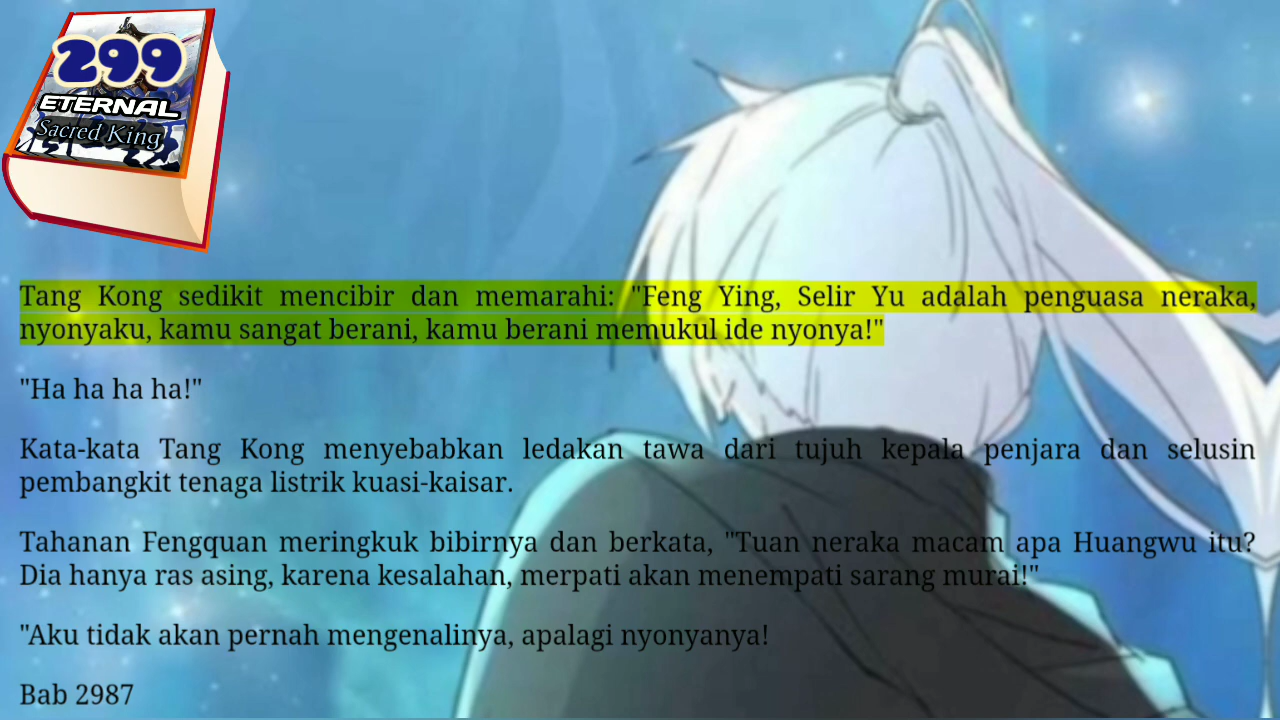 299
ETERNAL
Sacred King
Tang Kong sedikit mencibir dan memarahi: "Feng Ying, Selir Yu adalah penguasa neraka,
nyonyaku, kamu sangat berani, kamu berani memukul ide nyonya!"
"Ha ha ha ha!"
Kata-kata Tang Kong menyebabkan ledakan tawa dari tujuh kepala penjara dan selusin
pembangkit tenaga listrik kuasi-kaisar.
Tahanan Fengquan meringkuk bibirnya dan berkata, "Tuan neraka macam apa Huangwu itu?
Dia hanya ras asing, karena kesalahan, merpati akan menempati sarang murai!"
"Aku tidak akan pernah mengenalinya, apalagi nyonyanya!
Bab 2987